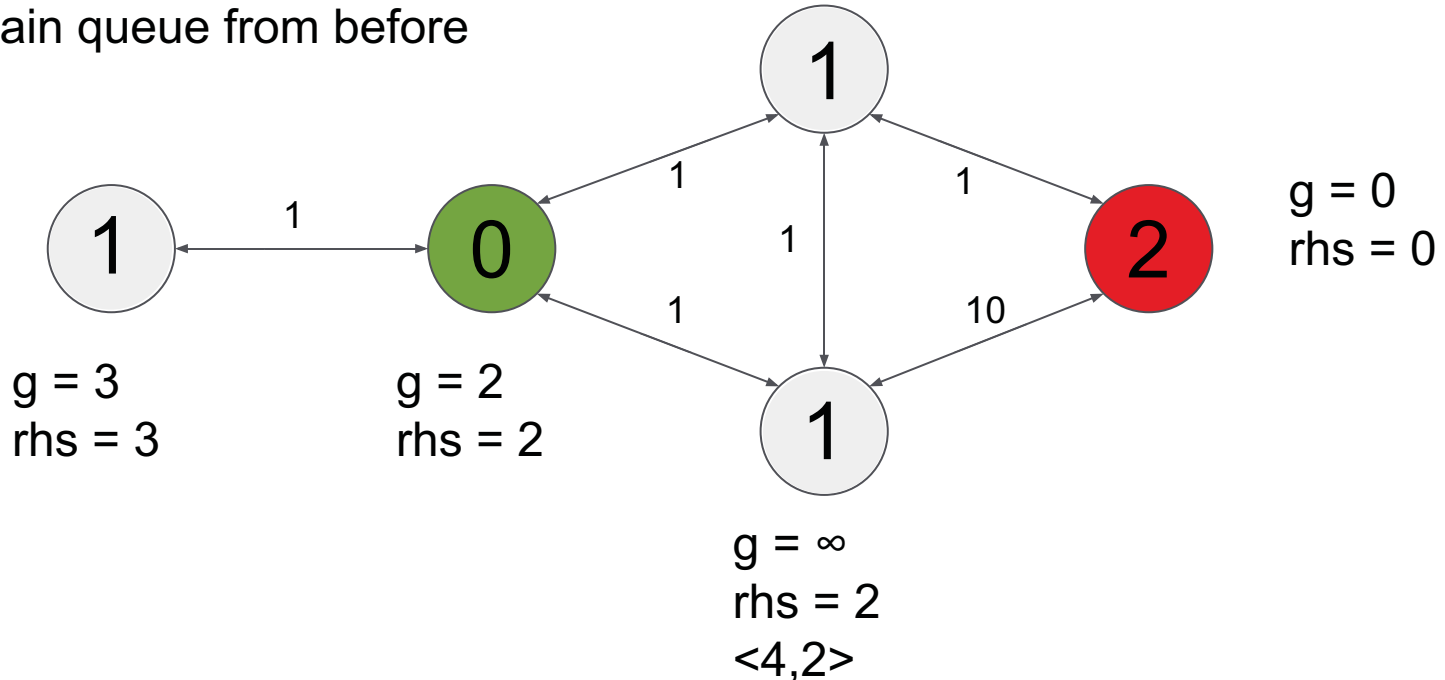 ain queue from before
1
1
1
g = 0
rhs = 0
1
0
1
2
1
10
g = 3
rhs = 3
g = 2
rhs = 2
1
1
g = ∞
rhs = 2
<4,2>